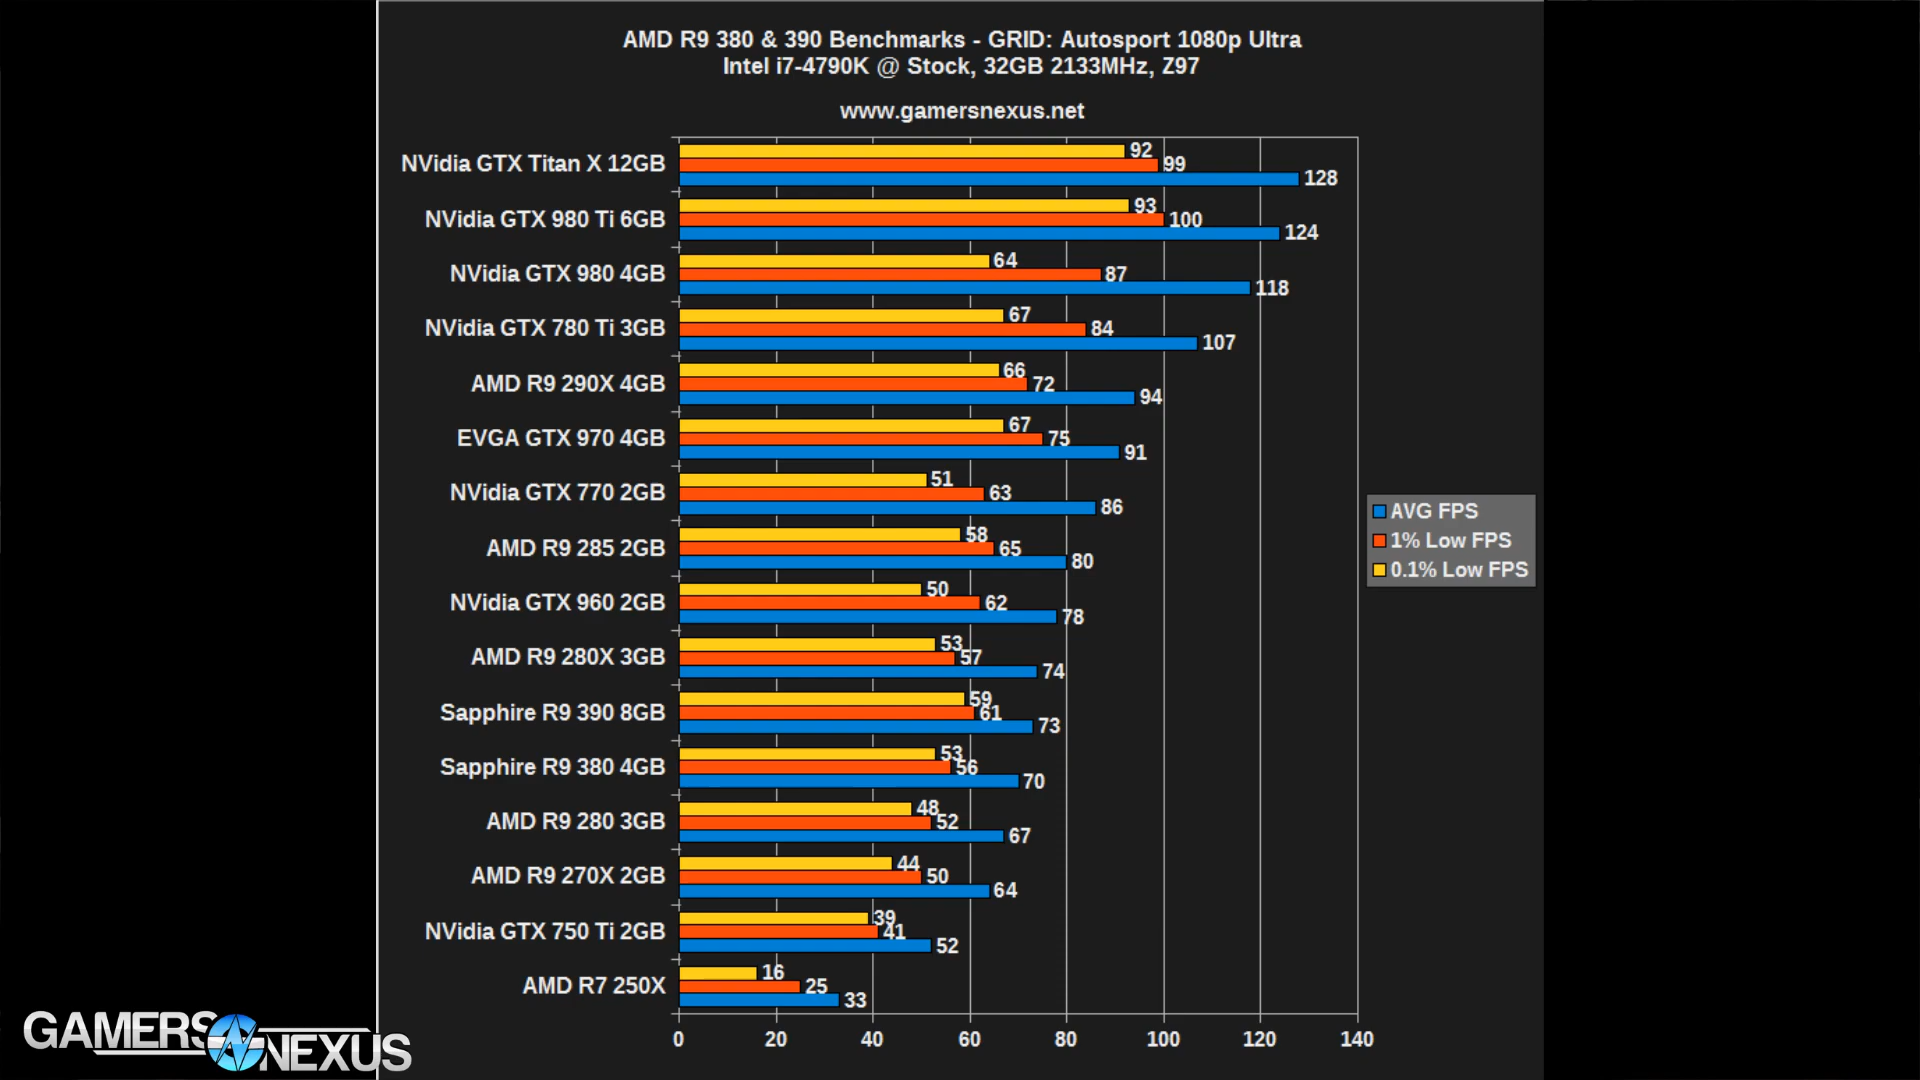 AMD R9 380 & 390 Benchmarks - GRID: Autosport 1080p Ultra
Intel i7-4790K @ Stock, 32GB 2133MHz, Z97
www.gamersnexus.net
NVidia GTX Titan X 12GB 92 99 128
NVidia GTX 980 Ti 6GB 93 100 124
NVidia GTX 980 4GB 64 87 118
NVidia GTX 780 Ti 3GB 67 84 107
AMD R9 290X 4GB 66 72 94
EVGA GTX 970 4GB 67 75 91
NVidia GTX 770 2GB 51 63 86
AMD R9 285 2GB 58 65 80
NVidia GTX 960 2GB 50 62 78
AMD R9 280X 3GB 53 57 74
Sapphire R9 390 8GB 59 61 73
Sapphire R9 380 4GB 53 56 70
AMD R9 280 3GB 48 52 67
AMD R9 270X 2GB 44 50 64
NVidia GTX 750 Ti 2GB 39 41 52
AMD R7 250X 16 25 33
0 20 40 60 80 100 120 140
AVG FPS
1% Low FPS
0.1% Low FPS
GAMERS
NEXUS